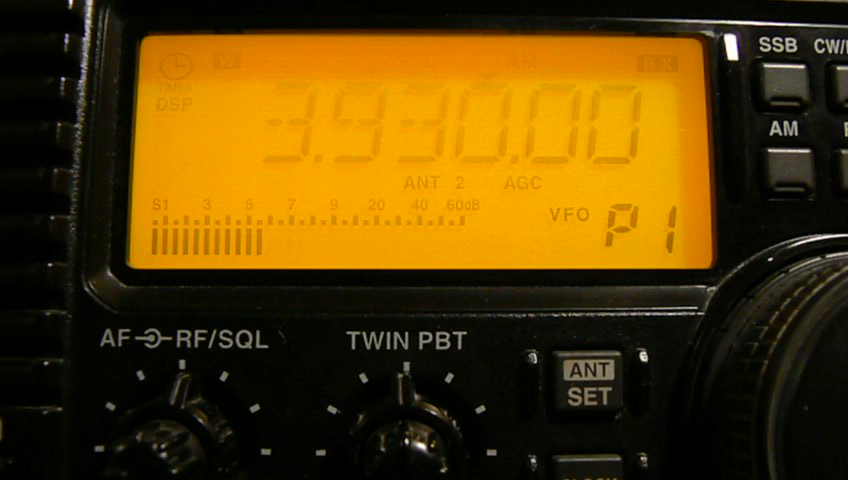 SSB
AM
W
RX
TIMER
DSP
3.930.00
ANT 2 AGC
S1 3 5 7 9 20 40 60dB
VFO P1
AF RF/SQL
TWIN PBT
ANT
SET